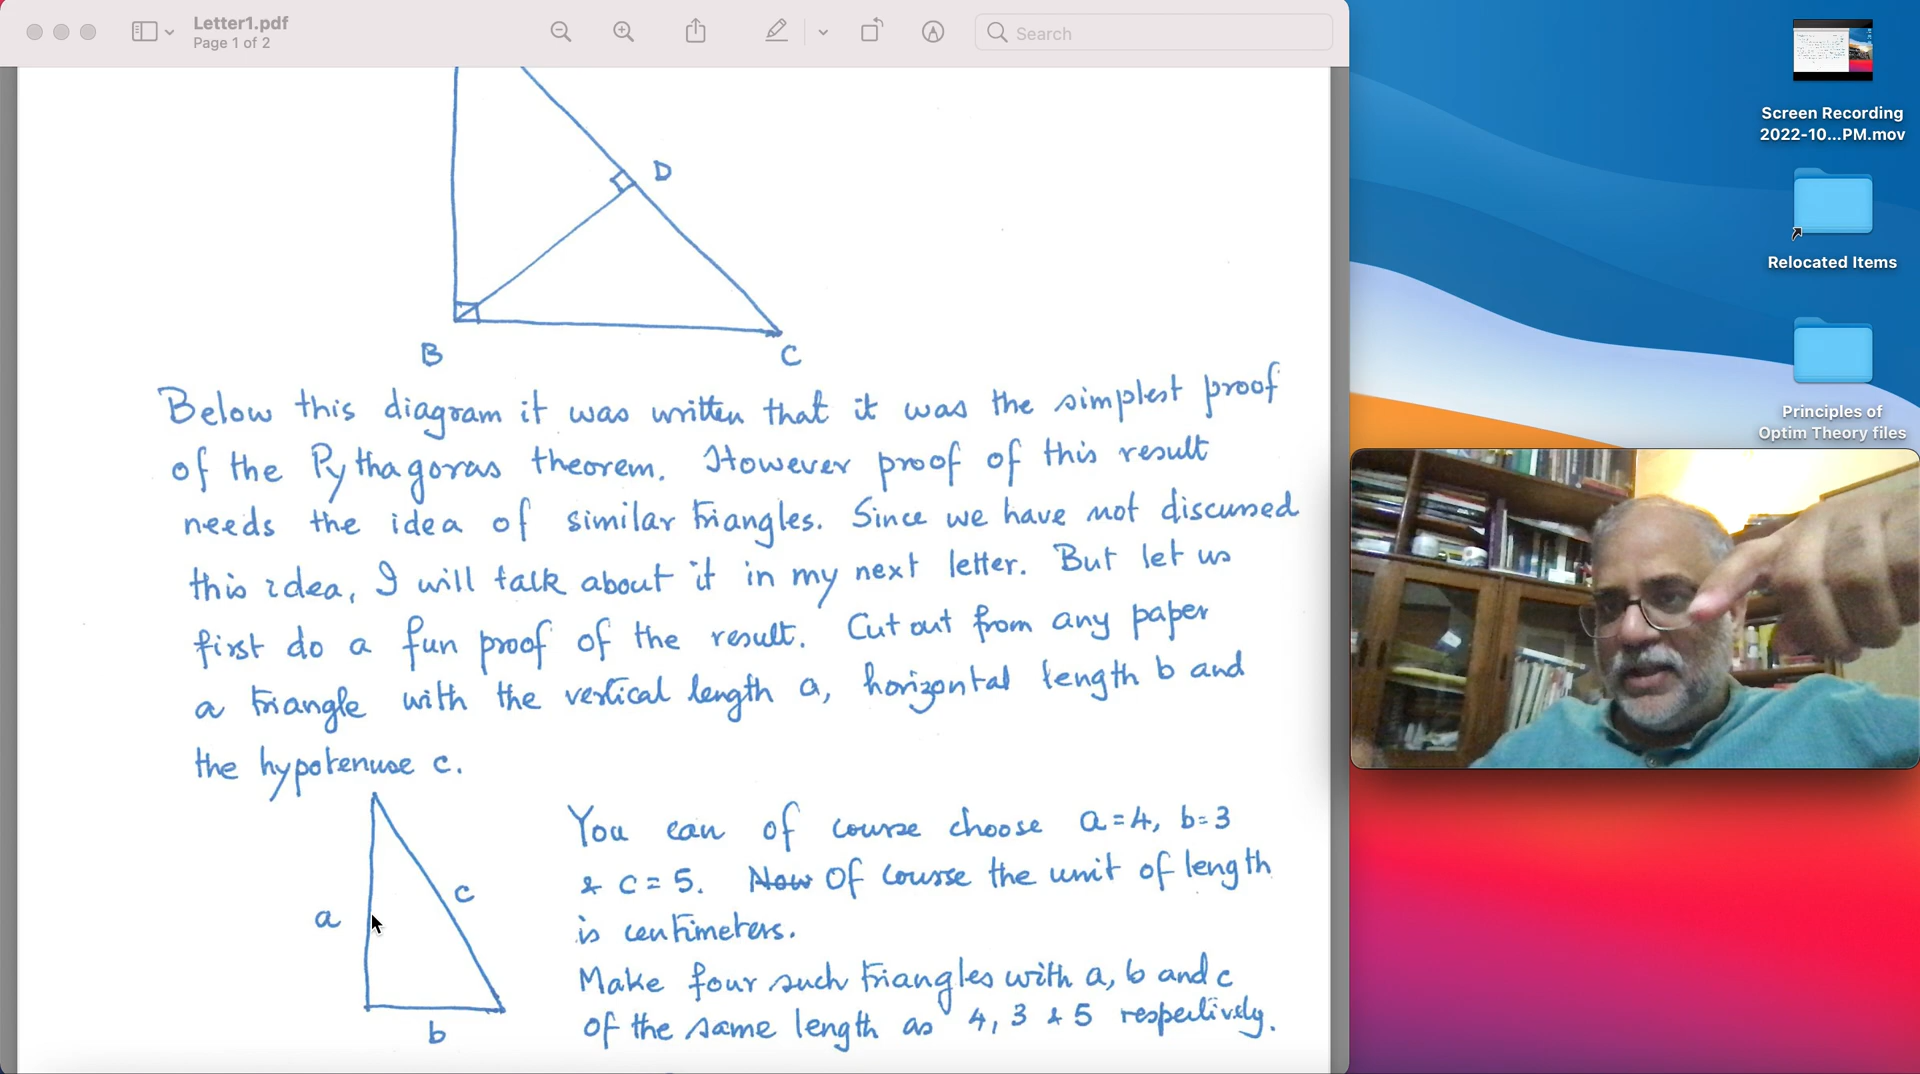 Letter1.pdf
Page 1 of 2
Search
D
B
C
Below this diagram it was written that it was the simplest proof
of the Pythagoras theorem. However proof of this result
needs the idea of similar triangles. Since we have not discussed
this idea, I will talk about it in my next letter. But let us
first do a fun proof of the result. Cut out from any paper
a triangle with the vertical length a, horizontal length b and
the hypotenuse c.
a
c
b
You can of course choose a=4, b=3
& c = 5. Now Of course the unit of length
is centimeters.
Make four such triangles with a, b and c
of the same length as 4, 3 & 5 respectively.
Screen Recording
2022-10...PM.mov
Relocated Items
Principles of
Optim Theory files